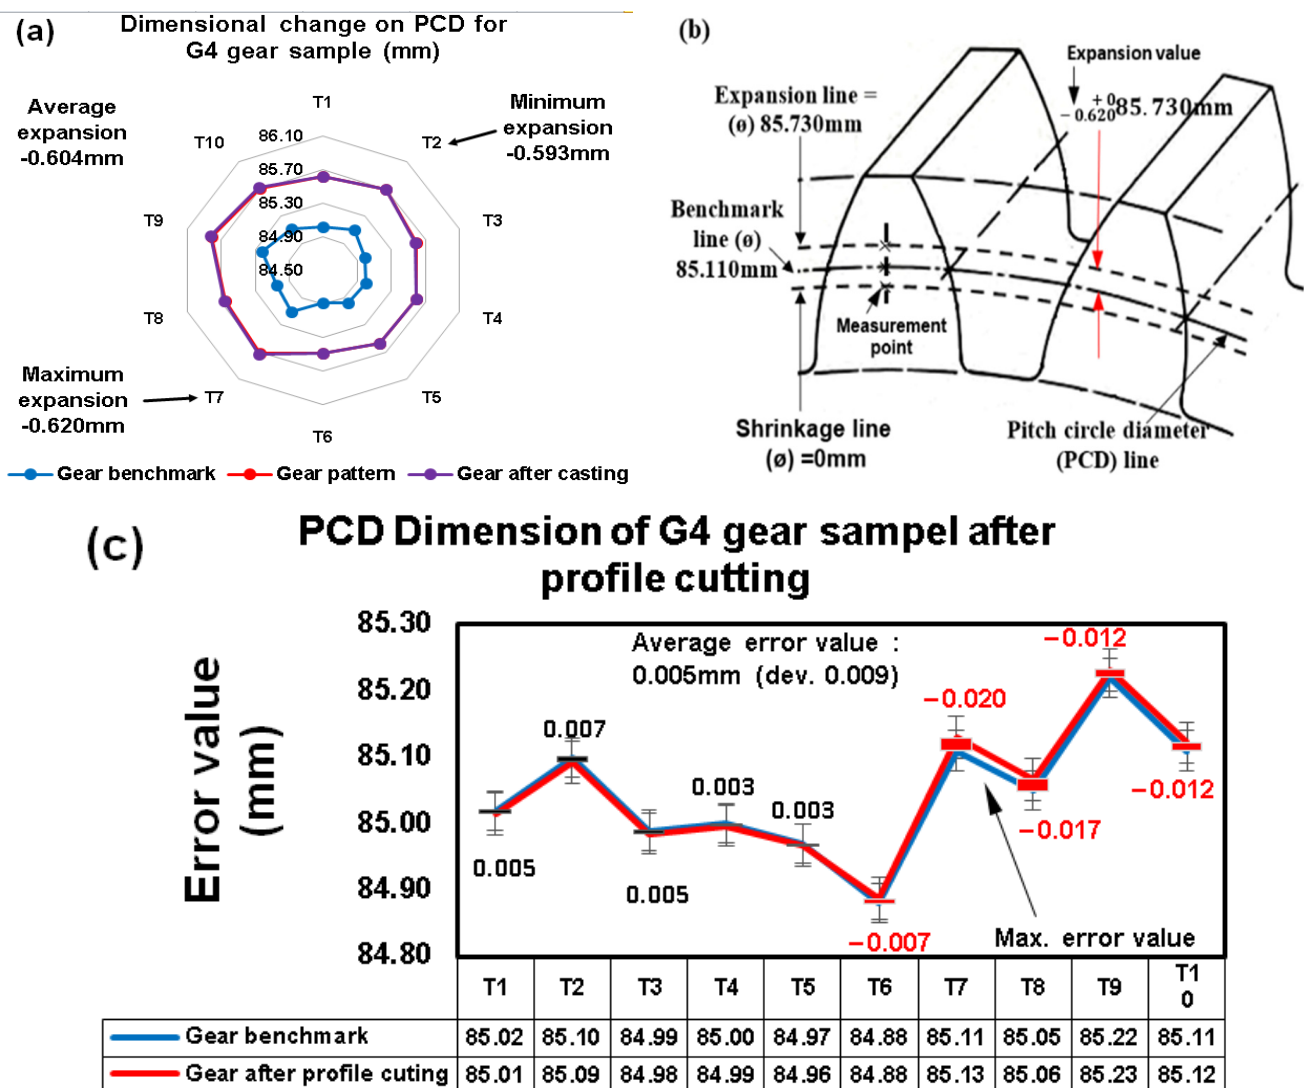 (a)
Dimensional change on PCD for
G4 gear sample (mm)
Average
expansion
-0.604mm
Minimum
expansion
-0.593mm
T1
T2
T3
T4
T5
T6
T7
T8
T9
T10
86.10
85.70
85.30
84.90
84.50
Maximum
expansion
-0.620mm
Gear benchmark
Gear pattern
Gear after casting
(b)
Expansion value
+0
-0.620
85.730mm
Expansion line =
(ø) 85.730mm
Benchmark
line (ø)
85.110mm
Measurement
point
Shrinkage line
(ø) =0mm
Pitch circle diameter
(PCD) line
(c)
PCD Dimension of G4 gear sampel after
profile cutting
Error value
(mm)
85.30
85.20
85.10
85.00
84.90
84.80
Average error value :
0.005mm (dev. 0.009)
0.005
0.007
0.005
0.003
0.003
−0.007
−0.020
−0.017
−0.012
−0.012
Max. error value
T1 T2 T3 T4 T5 T6 T7 T8 T9 T1
0
Gear benchmark 85.02 85.10 84.99 85.00 84.97 84.88 85.11 85.05 85.22 85.11
Gear after profile cuting 85.01 85.09 84.98 84.99 84.96 84.88 85.13 85.06 85.23 85.12